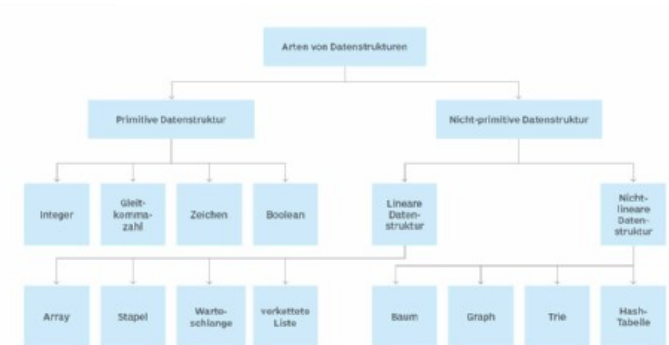 Arten von Datenstrukturen
Primitive Datenstruktur
Nicht-primitive Datenstruktur
Integer
Gleit-
komma-
zahl
Zeichen
Boolean
Lineare
Daten-
struktur
Nicht-
lineare
Daten-
struktur
Array
Stapel
Warte-
schlange
verkettete
Liste
Baum
Graph
Trie
Hash-
Tabelle